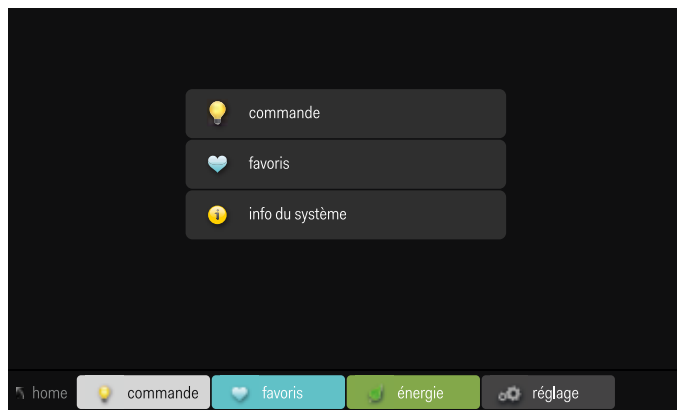 commande
favoris
info du système
home commande favoris énergie réglage